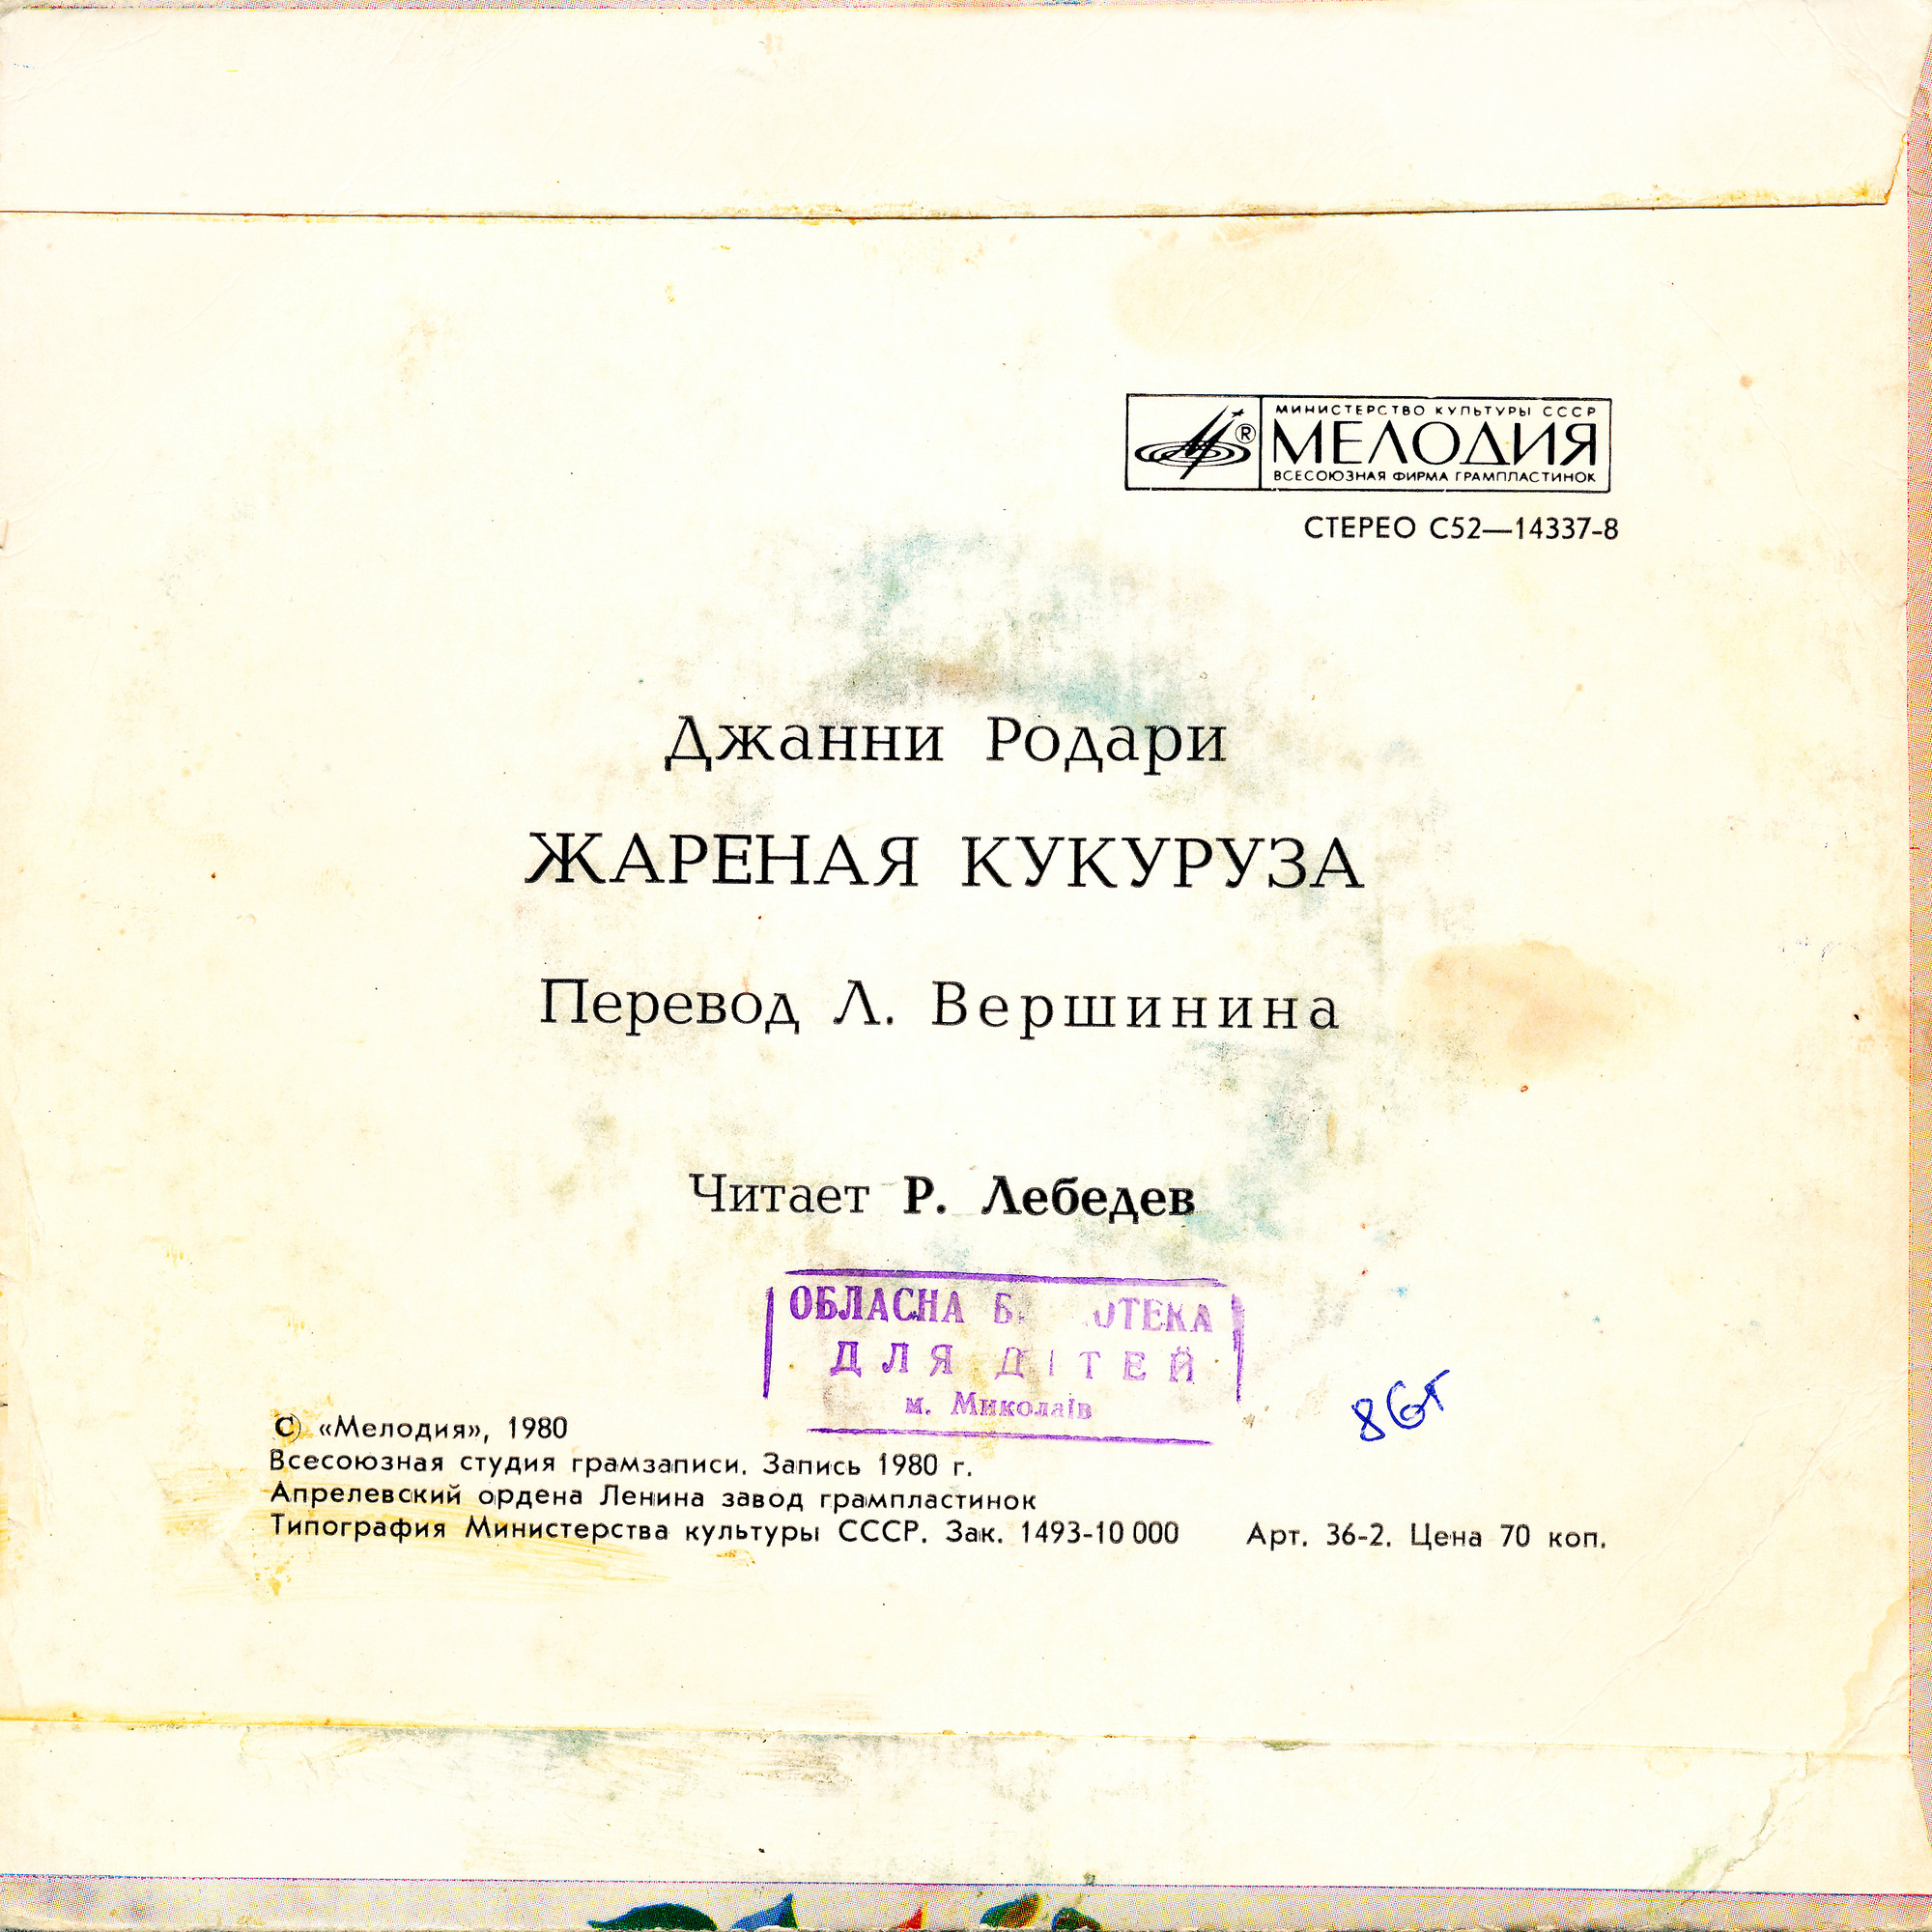 МИНИСТЕРСТВО КУЛЬТУРЫ СССР
МЕЛОДИЯ
ВСЕСОЮЗНАЯ ФИРМА ГРАМПЛАСТИНОК
СТЕРЕО С52—14337-8
Джанни Родари
ЖАРЕНАЯ КУКУРУЗА
Перевод Л. Вершинина
Читает Р. Лебедев
ОБЛАСНА
ДЛЯ ДІТЕЙ
м. Миколаїв
© «Мелодия», 1980
Всесоюзная студия грамзаписи. Запись 1980 г.
Апрелевский ордена Ленина завод грампластинок
Типография Министерства культуры СССР. Зак. 1493-10 000 Арт. 36-2. Цена 70 коп.